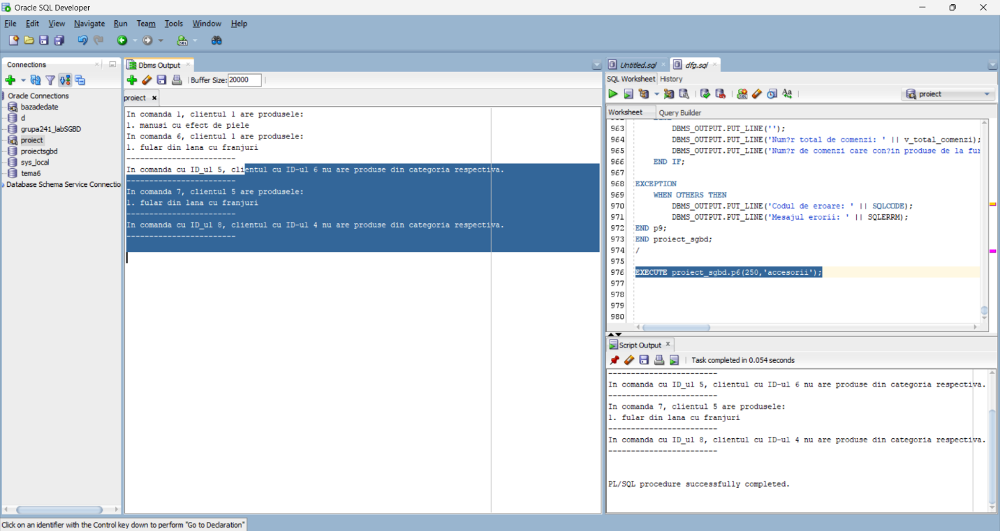 Oracle SQL Developer
File Edit View Navigate Run Team Tools Window Help
Connections
Oracle Connections
bazadedate
d
grupa241_labSGBD
proiect
proiectsgbd
sys_local
tema6
Database Schema Service Connectio
Dbms Output
Buffer Size: 20000
proiect
In comanda 1, clientul 1 are produsele:
1. manusi cu efect de piele
In comanda 6, clientul 1 are produsele:
1. fular din lana cu franjuri
------------------------
In comanda cu ID_ul 5, clientul cu ID-ul 6 nu are produse din categoria respectiva.
------------------------
In comanda 7, clientul 5 are produsele:
1. fular din lana cu franjuri
------------------------
In comanda cu ID_ul 8, clientul cu ID-ul 4 nu are produse din categoria respectiva.
------------------------
Untitled.sql dfg.sql
SQL Worksheet History
proiect
Worksheet Query Builder
963 DBMS_OUTPUT.PUT_LINE('');
964 DBMS_OUTPUT.PUT_LINE('Num?r total de comenzi: ' || v_total_comenzi);
965 DBMS_OUTPUT.PUT_LINE('Num?r de comenzi care con?in produse de la fur
966 END IF;
967
968 EXCEPTION
969 WHEN OTHERS THEN
970 DBMS_OUTPUT.PUT_LINE('Codul de eroare: ' || SQLCODE);
971 DBMS_OUTPUT.PUT_LINE('Mesajul erorii: ' || SQLERRM);
972 END p9;
973 END proiect_sgbd;
974 /
975
976 EXECUTE proiect_sgbd.p6(250,'accesorii');
977
978
979
980
Script Output
Task completed in 0.054 seconds
------------------------
In comanda cu ID_ul 5, clientul cu ID-ul 6 nu are produse din categoria respectiva.
------------------------
In comanda 7, clientul 5 are produsele:
1. fular din lana cu franjuri
------------------------
In comanda cu ID_ul 8, clientul cu ID-ul 4 nu are produse din categoria respectiva.
------------------------
PL/SQL procedure successfully completed.
Click on an identifier with the Control key down to perform "Go to Declaration"